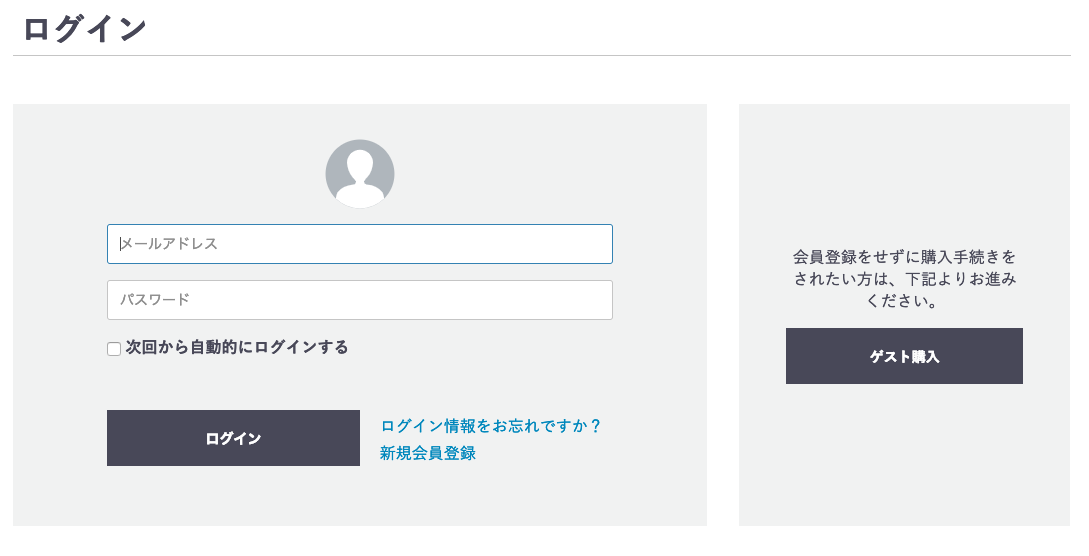 ログイン
メールアドレス
パスワード
次回から自動的にログインする
ログイン
ログイン情報をお忘れですか？
新規会員登録
会員登録をせずに購入手続きを
されたい方は、下記よりお進み
ください。
ゲスト購入